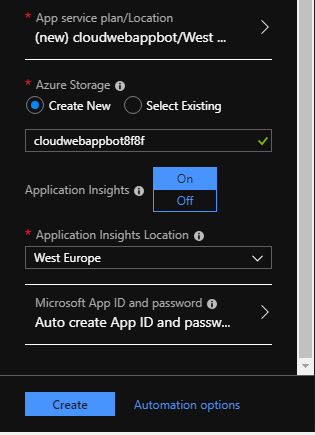 * App service plan/Location
(new) cloudwebappbot/West ...
* Azure Storage
Create New Select Existing
cloudwebappbot8f8f
Application Insights On
Off
* Application Insights Location
West Europe
Microsoft App ID and password
Auto create App ID and passw...
Create Automation options